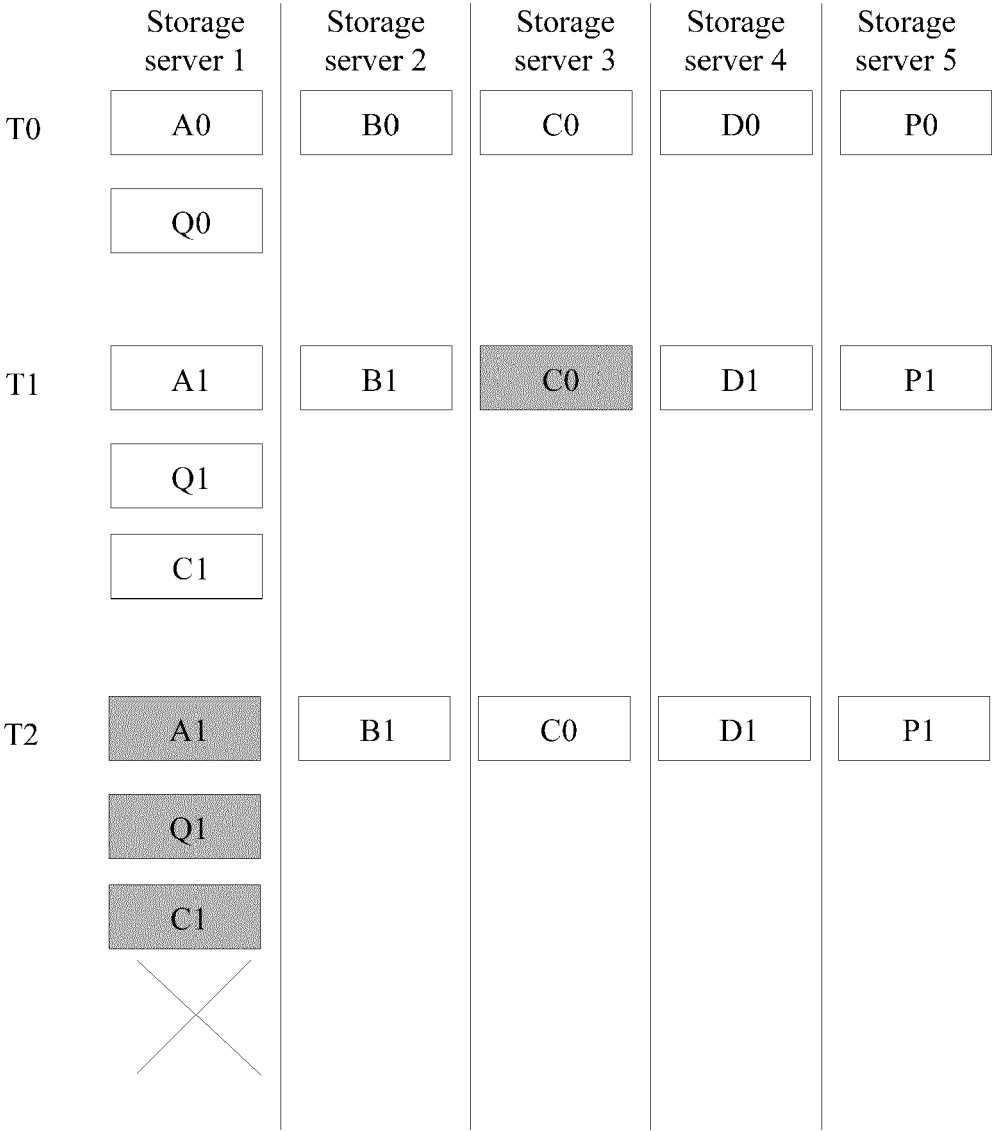 Storage server 1
Storage server 2
Storage server 3
Storage server 4
Storage server 5
T0
A0
B0
C0
D0
P0
Q0
T1
A1
B1
C0
D1
P1
Q1
C1
T2
A1
B1
C0
D1
P1
Q1
C1